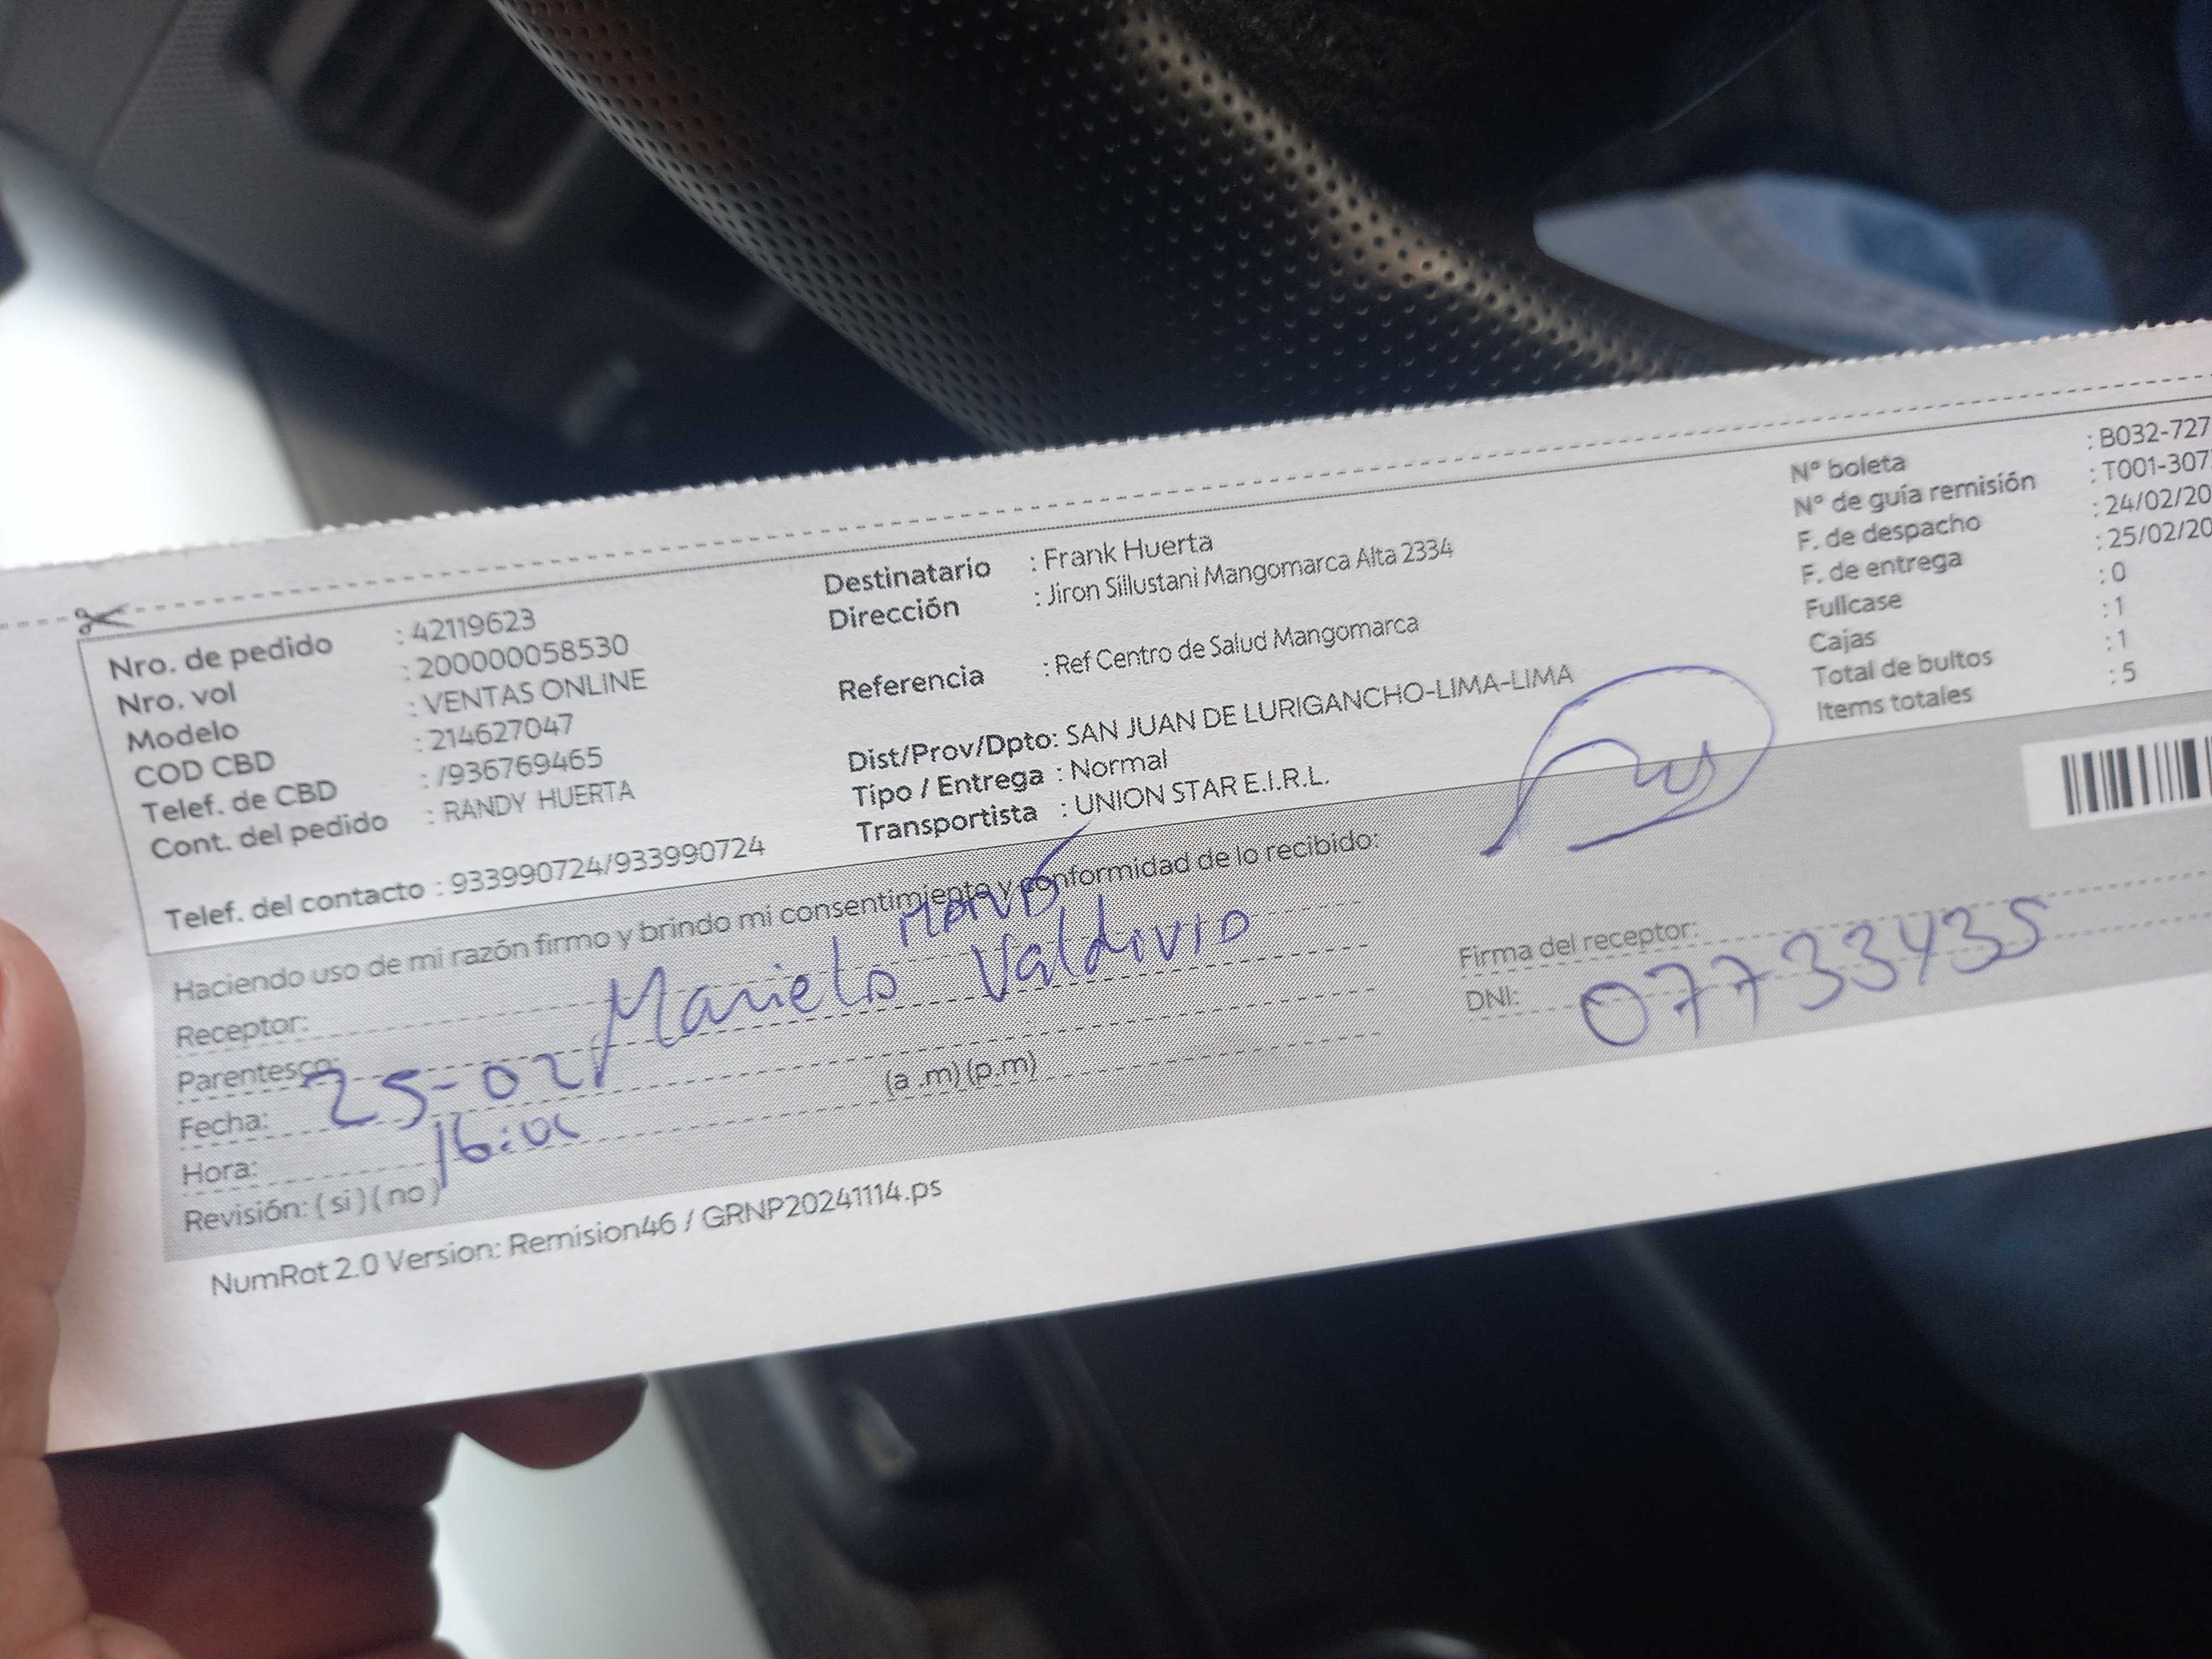 Nro. de pedido : 42119623
Nro. vol : 200000058530
Modelo : VENTAS ONLINE
COD CBD : 214627047
Telef. de CBD : /936769465
Cont. del pedido : RANDY HUERTA
Telef. del contacto : 933990724/933990724
Destinatario : Frank Huerta
Dirección : Jiron Sillustani Mangomarca Alta 2334
Referencia : Ref Centro de Salud Mangomarca
Dist/Prov/Dpto: SAN JUAN DE LURIGANCHO-LIMA-LIMA
Tipo / Entrega : Normal
Transportista : UNION STAR E.I.R.L.
Nº boleta : B032-727
Nº de guía remisión : T001-307
F. de despacho : 24/02/20
F. de entrega : 25/02/20
Fullcase : 0
Cajas : 1
Total de bultos : 1
Items totales : 5
Haciendo uso de mi razón firmo y brindo mi consentimiento y conformidad de lo recibido:
Receptor: Valdivio
Parentesco:
Fecha: 25-02
Hora: 16: (a .m) (p.m)
Revisión: ( si ) ( no )
Firma del receptor:
DNI: 07733435
NumRot 2.0 Version: Remision46 / GRNP20241114.ps